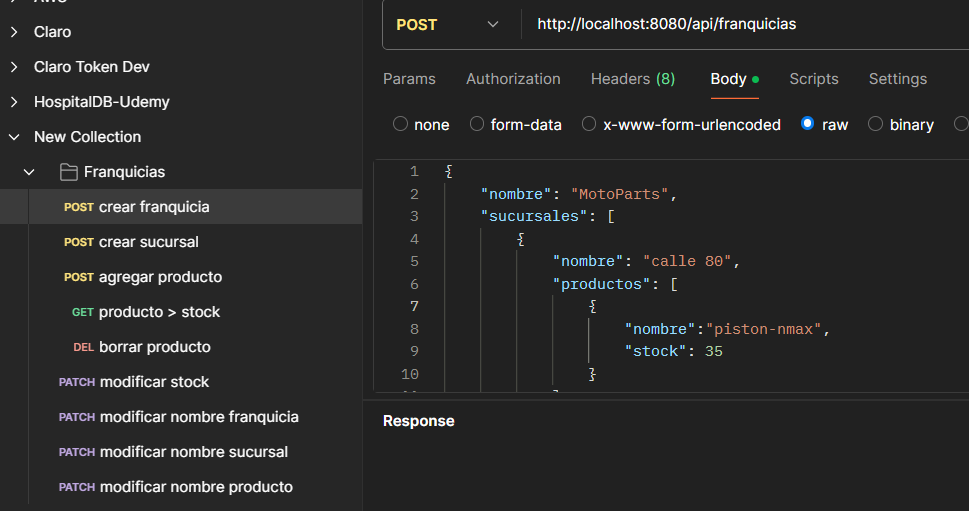 Claro
Claro Token Dev
HospitalDB-Udemy
New Collection
Franquicias
POST crear franquicia
POST crear sucursal
POST agregar producto
GET producto > stock
DEL borrar producto
PATCH modificar stock
PATCH modificar nombre franquicia
PATCH modificar nombre sucursal
PATCH modificar nombre producto
POST http://localhost:8080/api/franquicias
Params Authorization Headers (8) Body Scripts Settings
none form-data x-www-form-urlencoded raw binary
1 {
2 "nombre": "MotoParts",
3 "sucursales": [
4 {
5 "nombre": "calle 80",
6 "productos": [
7 {
8 "nombre":"piston-nmax",
9 "stock": 35
10 }
Response